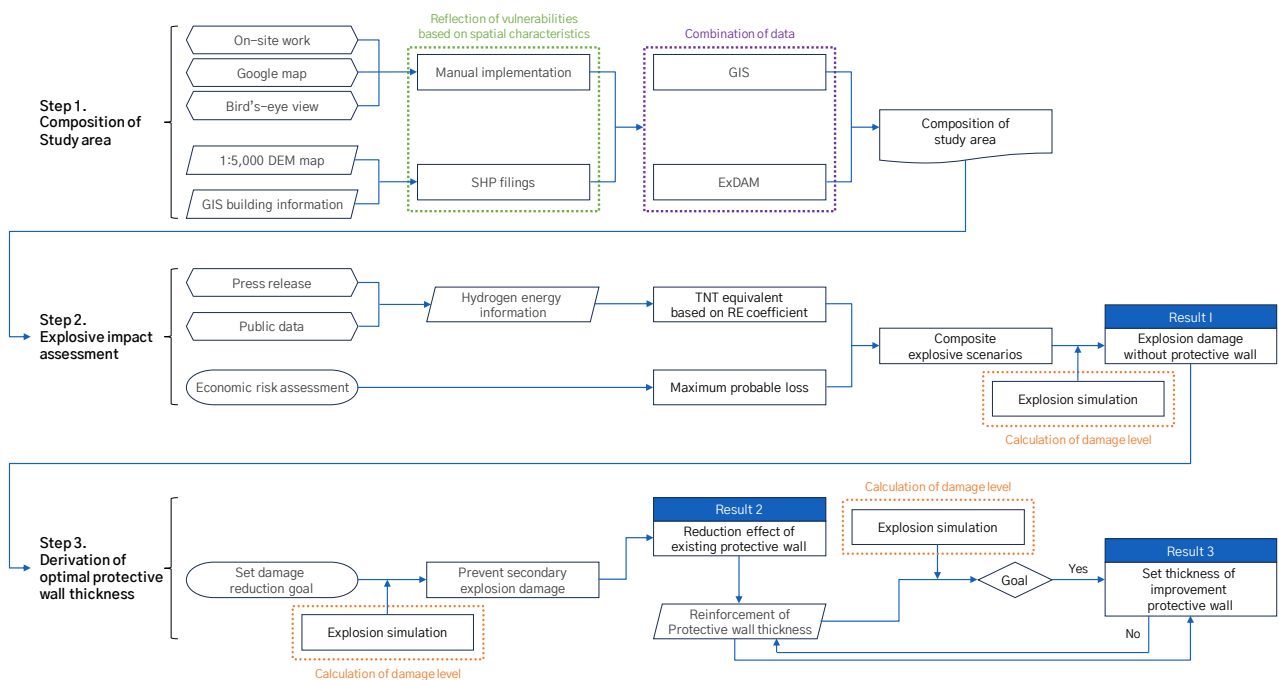 Reflection of vulnerabilities
based on spatial characteristics
Combination of data
Step 1.
Composition of
Study area
On-site work
Google map
Bird's-eye view
1:5,000 DEM map
GIS building information
Manual implementation
SHP filings
GIS
ExDAM
Composition of
study area
Step 2.
Explosive impact
assessment
Press release
Public data
Economic risk assessment
Hydrogen energy
information
TNT equivalent
based on RE coefficient
Maximum probable loss
Composite
explosive scenarios
Result I
Explosion damage
without protective wall
Explosion simulation
Calculation of damage level
Step 3.
Derivation of
optimal protective
wall thickness
Set damage
reduction goal
Explosion simulation
Calculation of damage level
Prevent secondary
explosion damage
Result 2
Reduction effect of
existing protective wall
Reinforcement of
Protective wall thickness
Calculation of damage level
Explosion simulation
Goal
Yes
Result 3
Set thickness of
improvement
protective wall
No